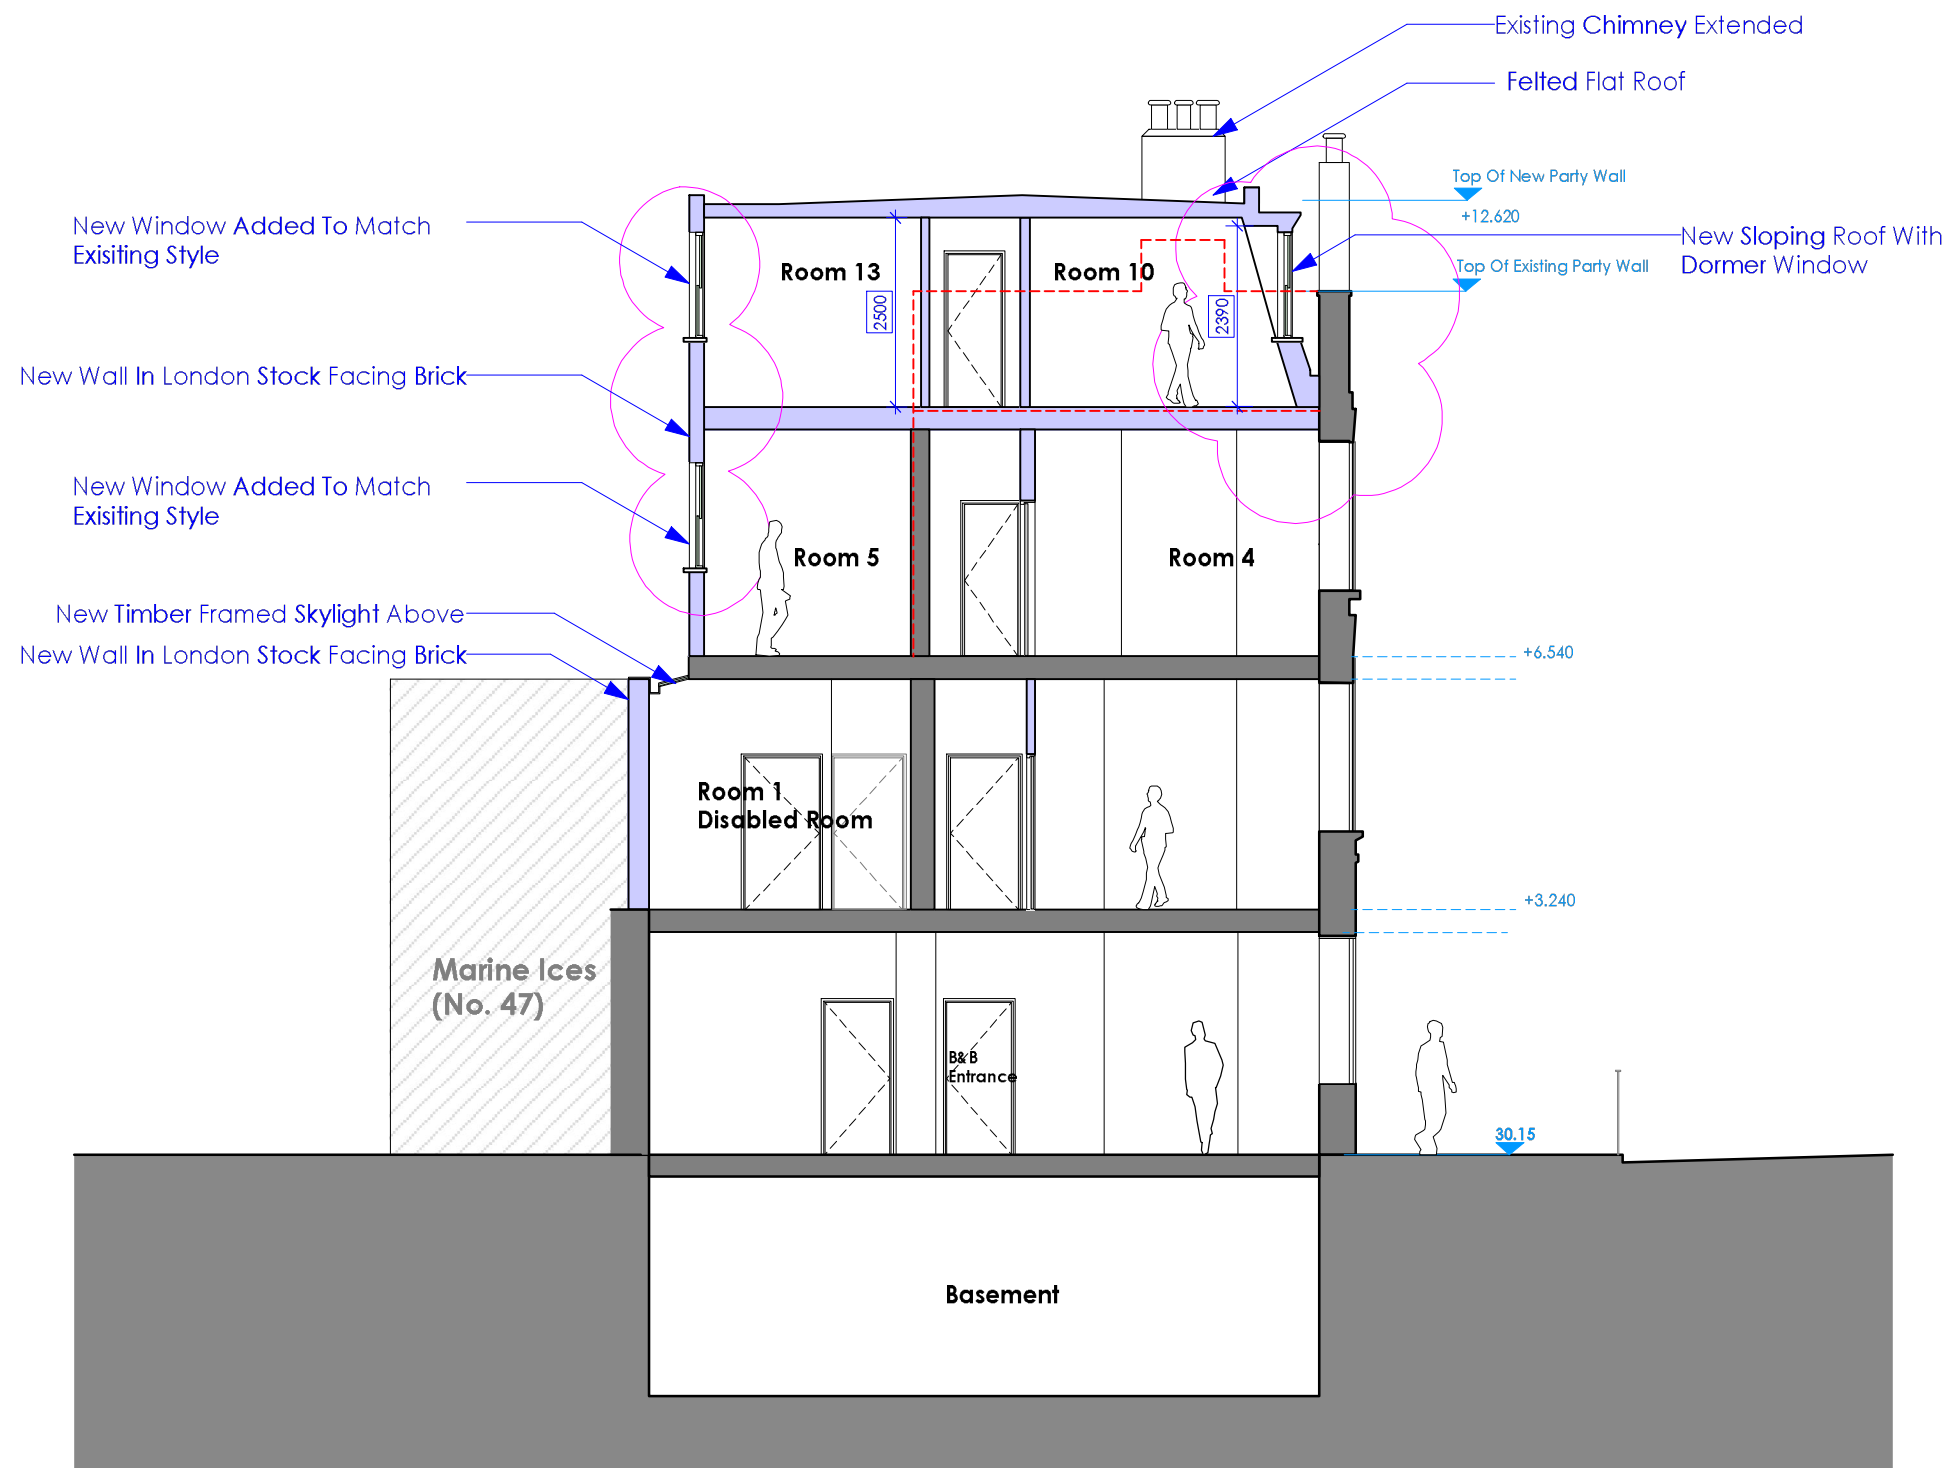 Existing Chimney Extended
Felted Flat Roof
Top Of New Party Wall
+12.620
New Window Added To Match
Exisiting Style
New Sloping Roof With
Dormer Window
Top Of Existing Party Wall
Room 13
Room 10
2500
2390
New Wall In London Stock Facing Brick
New Window Added To Match
Exisiting Style
Room 5
Room 4
New Timber Framed Skylight Above
New Wall In London Stock Facing Brick
+6.540
Room 1
Disabled Room
+3.240
Marine Ices
(No. 47)
B&B
Entrance
30.15
Basement